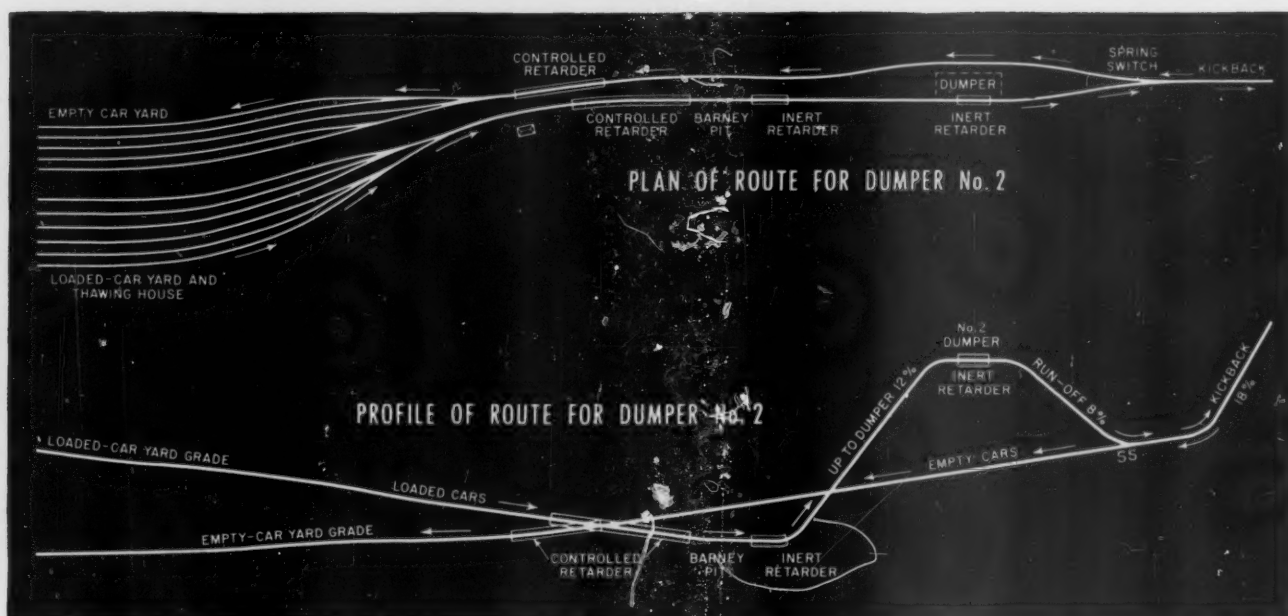 CONTROLLED
RETARDER
SPRING
SWITCH
KICKBACK
DUMPER
EMPTY CAR YARD
CONTROLLED
RETARDER
BARNEY
PIT
INERT
RETARDER
INERT
RETARDER
PLAN OF ROUTE FOR DUMPER No. 2
LOADED-CAR YARD AND
THAWING HOUSE
No. 2
DUMPER
INERT
RETARDER
UP TO DUMPER 12%
RUN-OFF 8%
KICKBACK
18%
PROFILE OF ROUTE FOR DUMPER No. 2
LOADED-CAR YARD GRADE
LOADED CARS
EMPTY CARS
SS
EMPTY-CAR YARD GRADE
CONTROLLED
RETARDER
BARNEY
PIT
INERT
RETARDER